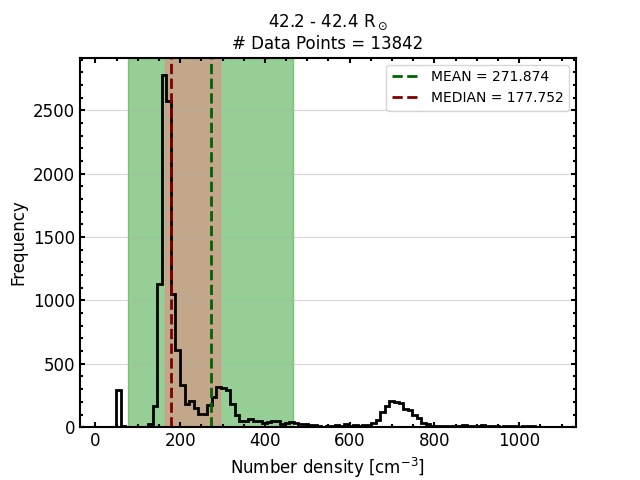 42.2 - 42.4 R⊙
# Data Points = 13842
MEAN = 271.874
MEDIAN = 177.752
2500
2000
1500
1000
500
0
Frequency
0 200 400 600 800 1000
Number density [cm⁻³]